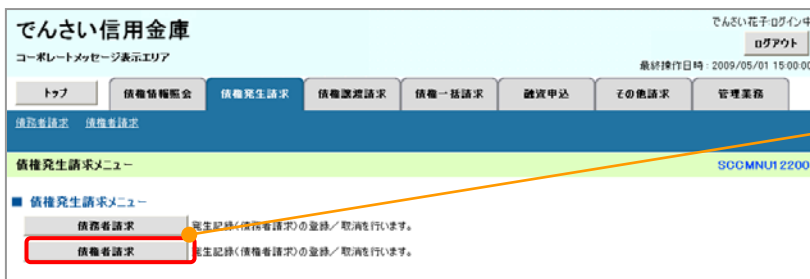 でんさい信用金庫
でんさい花子:ログイン中
ログアウト
コーポレートメッセージ表示エリア
最終操作日時:2009/05/01 15:00:00
トップ 債権情報照会 債権発生請求 債権譲渡請求 債権一括請求 融資申込 その他請求 管理業務
債務者請求 債権者請求
債権発生請求メニュー SCCMNU12200
■ 債権発生請求メニュー
債務者請求 発生記録(債務者請求)の登録/取消を行います。
債権者請求 発生記録(債権者請求)の登録/取消を行います。